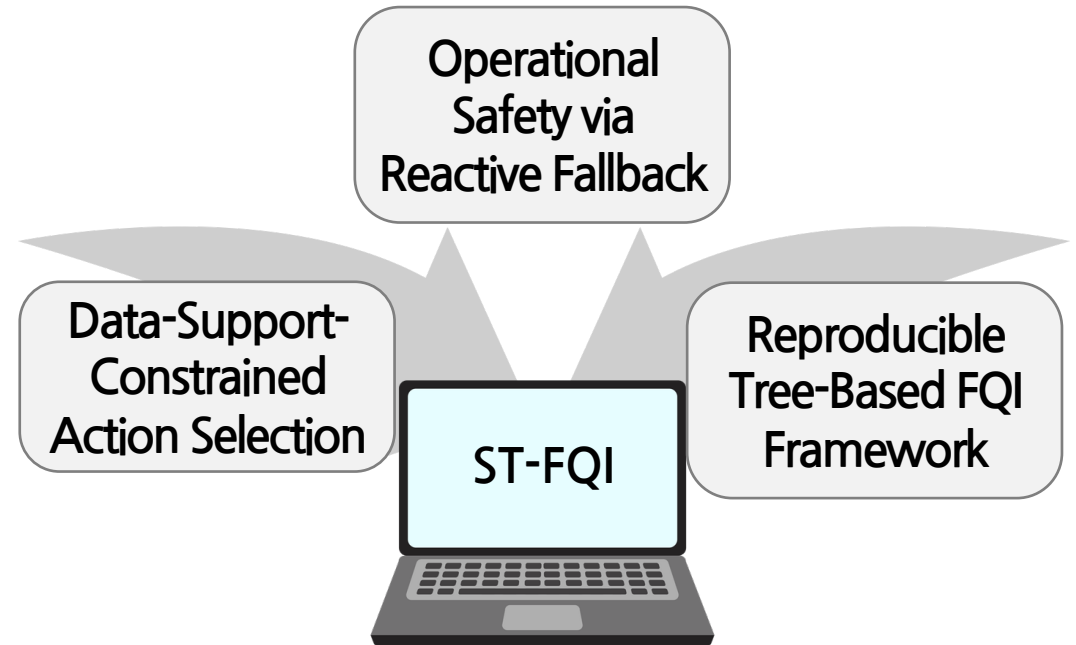 Operational
Safety via
Reactive Fallback
Data-Support-
Constrained
Action Selection
Reproducible
Tree-Based FQI
Framework
ST-FQI